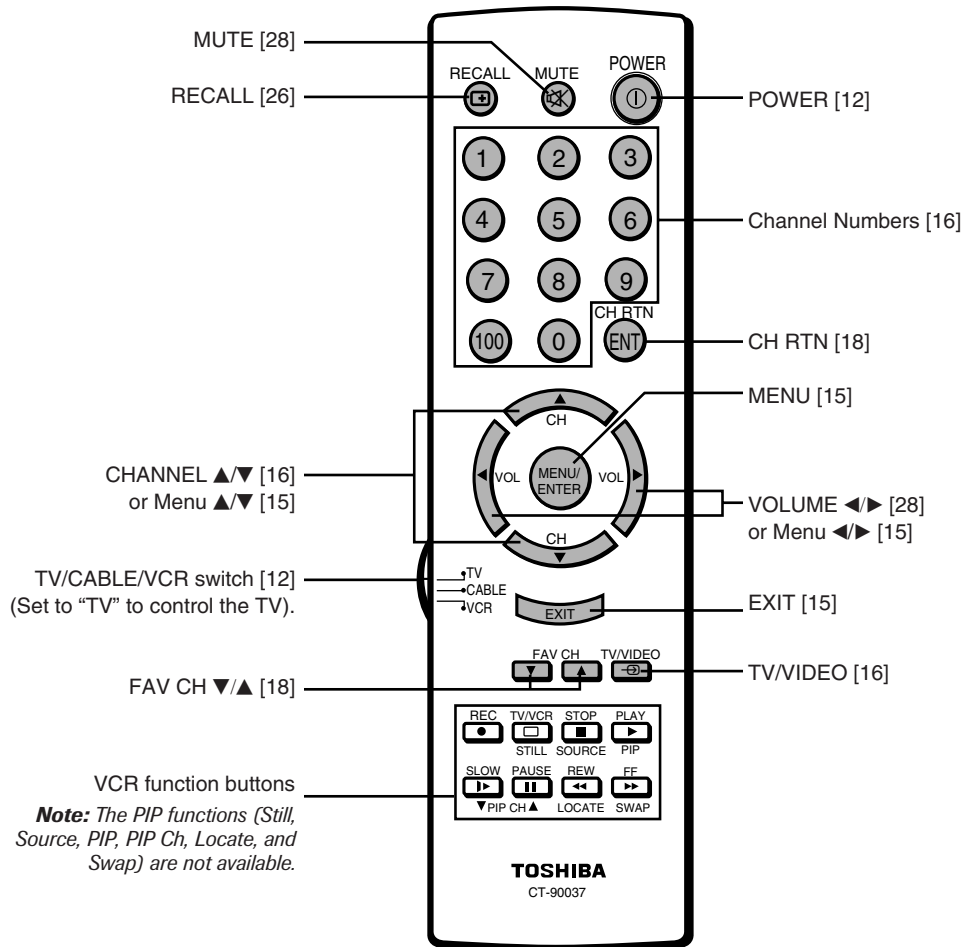 MUTE [28]
RECALL [26]
POWER [12]
Channel Numbers [16]
CH RTN [18]
MENU [15]
CHANNEL ▲/▼ [16]
or Menu ▲/▼ [15]
VOLUME ◄/► [28]
or Menu ◄/► [15]
TV/CABLE/VCR switch [12]
(Set to “TV” to control the TV).
EXIT [15]
TV/VIDEO [16]
FAV CH ▼/▲ [18]
VCR function buttons
Note: The PIP functions (Still,
Source, PIP, PIP Ch, Locate, and
Swap) are not available.
RECALL MUTE POWER
1 2 3
4 5 6
7 8 9
CH RTN
100 0 ENT
▲
CH
◄ VOL MENU/
ENTER VOL ►
CH
▼
TV
CABLE
VCR
EXIT
FAV CH TV/VIDEO
▼ ▲
REC TV/VCR STOP PLAY
STILL SOURCE PIP
SLOW PAUSE REW FF
▼PIP CH▲ LOCATE SWAP
TOSHIBA
CT-90037